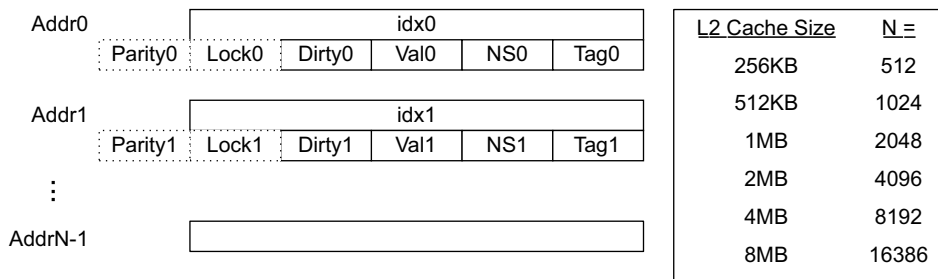 Addr0 idx0
Parity0 Lock0 Dirty0 Val0 NS0 Tag0
Addr1 idx1
Parity1 Lock1 Dirty1 Val1 NS1 Tag1
⋮
AddrN-1
L2 Cache Size N =
256KB 512
512KB 1024
1MB 2048
2MB 4096
4MB 8192
8MB 16386